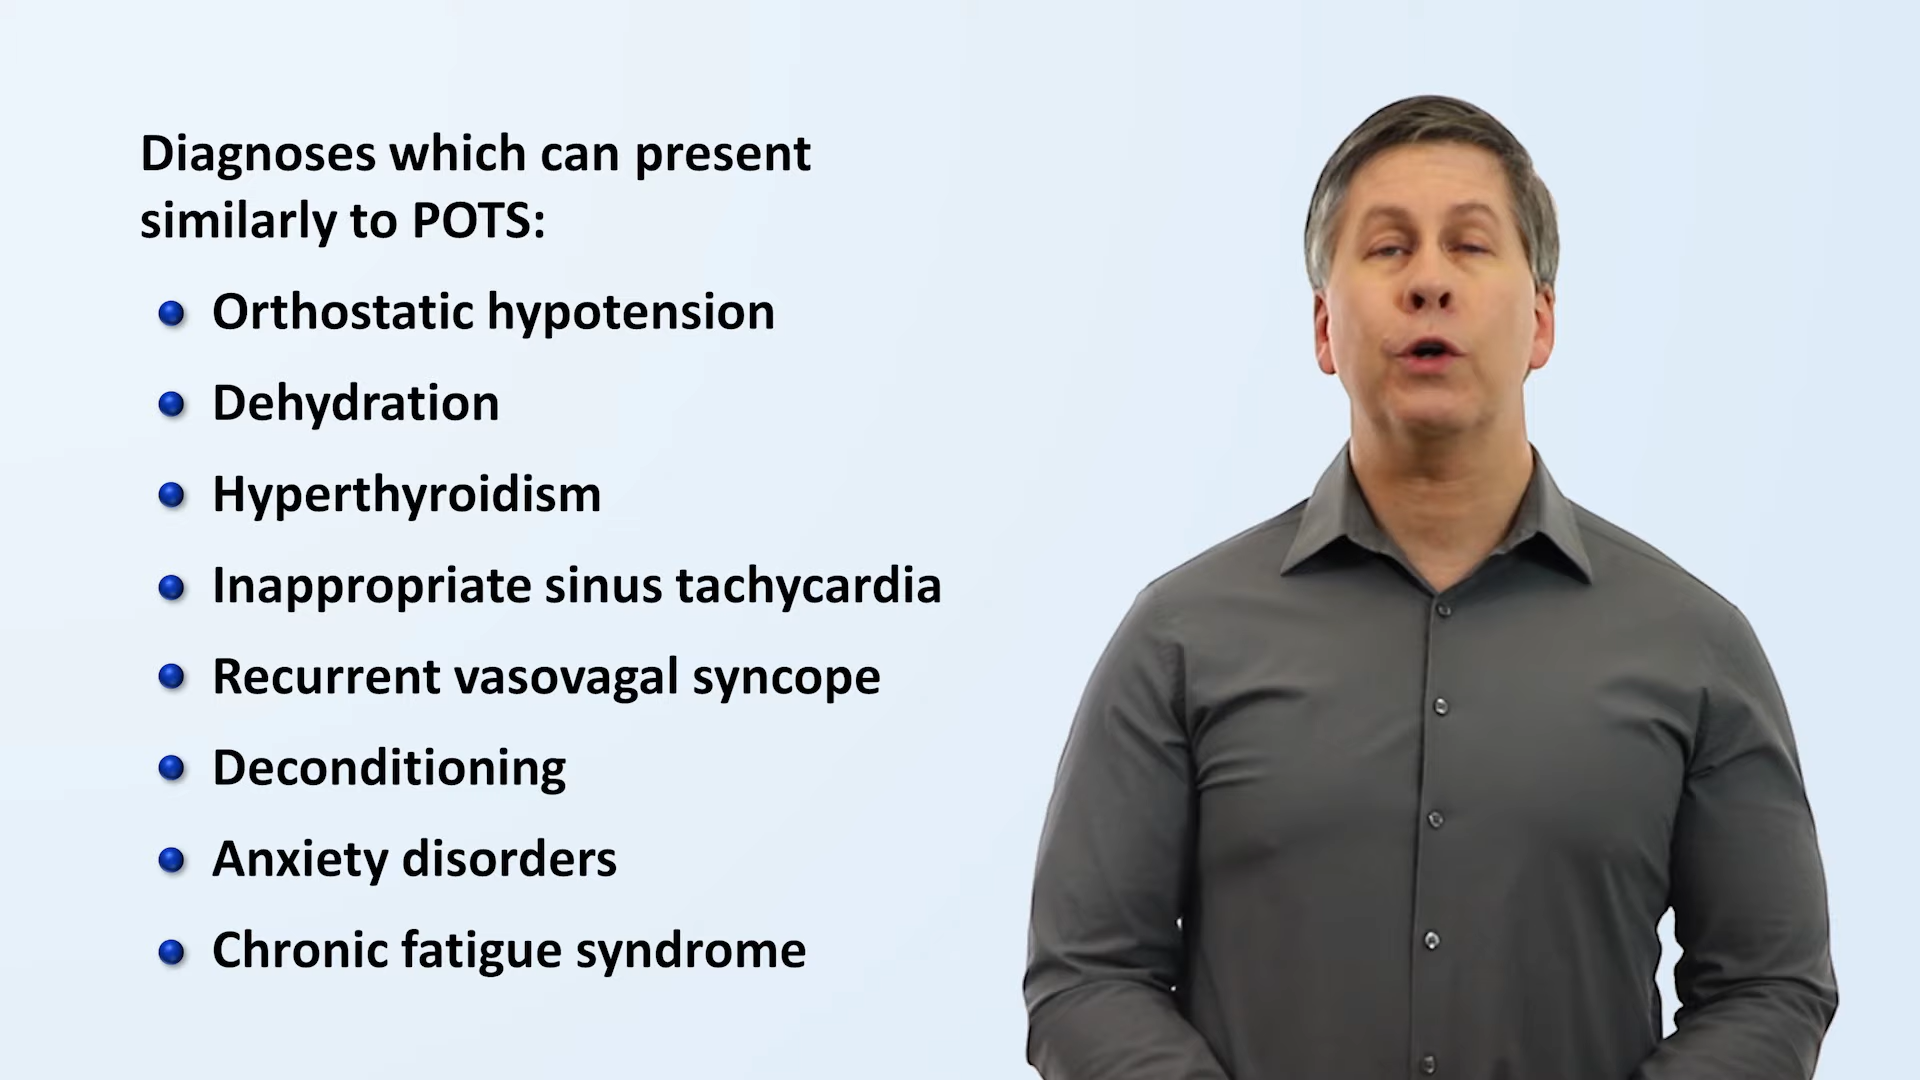 Diagnoses which can present
similarly to POTS:
Orthostatic hypotension
Dehydration
Hyperthyroidism
Inappropriate sinus tachycardia
Recurrent vasovagal syncope
Deconditioning
Anxiety disorders
Chronic fatigue syndrome